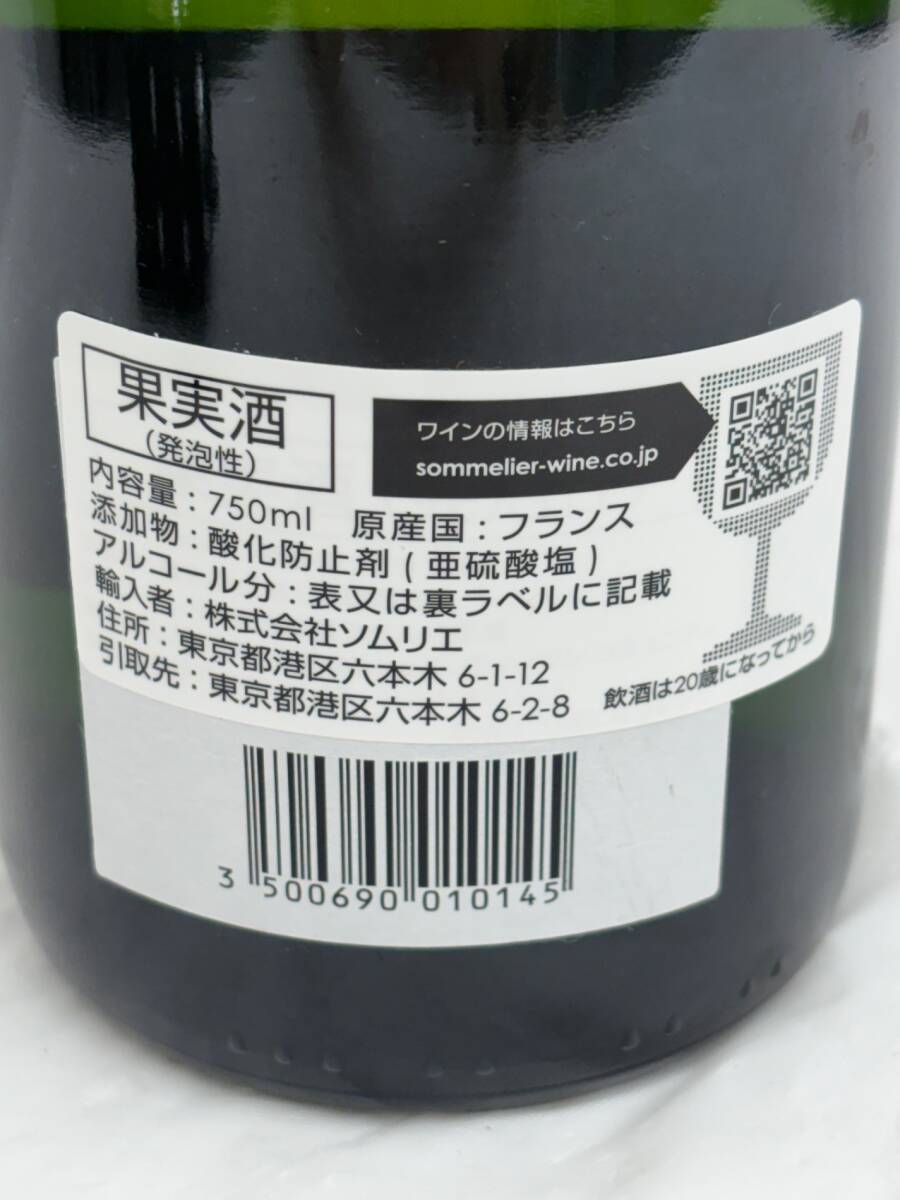 果実酒
(発泡性)
ワインの情報はこちら
sommelier-wine.co.jp
内容量:750ml 原産国:フランス
添加物:酸化防止剤(亜硫酸塩)
アルコール分:表又は裏ラベルに記載
輸入者:株式会社ソムリエ
住所:東京都港区六本木 6-1-12
引取先:東京都港区六本木 6-2-8
飲酒は20歳になってから
3 500690 010145